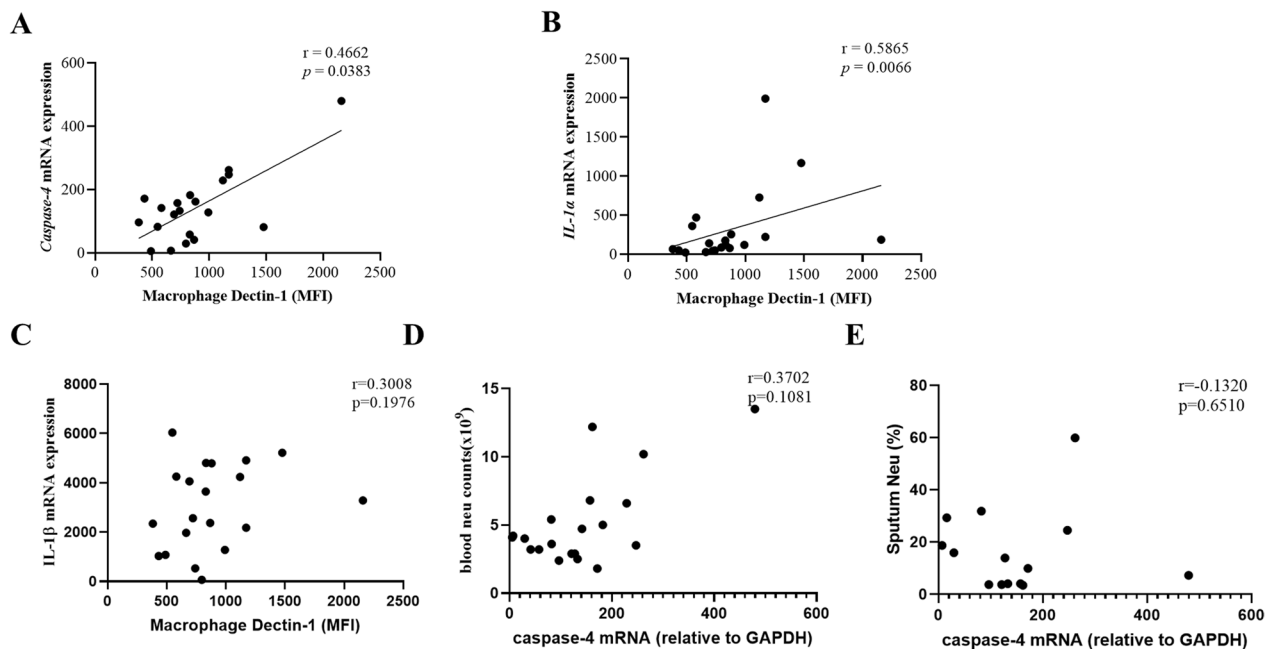 A
r = 0.4662
p = 0.0383
Caspase-4 mRNA expression
600
400
200
0
0 500 1000 1500 2000 2500
Macrophage Dectin-1 (MFI)
B
r = 0.5865
p = 0.0066
IL-1α mRNA expression
2500
2000
1500
1000
500
0
0 500 1000 1500 2000 2500
Macrophage Dectin-1 (MFI)
C
r=0.3008
p=0.1976
IL-1β mRNA expression
8000
6000
4000
2000
0
0 500 1000 1500 2000 2500
Macrophage Dectin-1 (MFI)
D
r=0.3702
p=0.1081
blood neu counts(x10⁹)
15
10
5
0
0 200 400 600
caspase-4 mRNA (relative to GAPDH)
E
r=-0.1320
p=0.6510
Sputum Neu (%)
80
60
40
20
0
0 200 400 600
caspase-4 mRNA (relative to GAPDH)